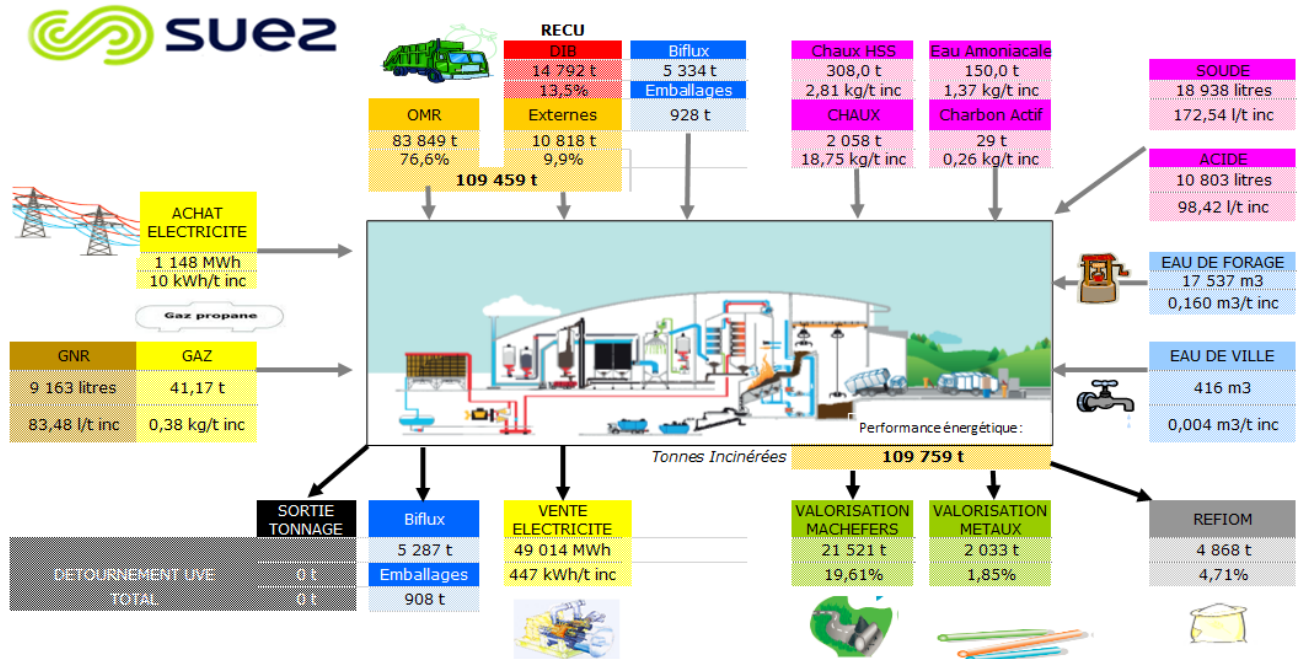 suez
RECU
DIB
14 792 t
13,5%
Biflux
5 334 t
Emballages
928 t
OMR
83 849 t
76,6%
Externes
10 818 t
9,9%
109 459 t
Chaux HSS
308,0 t
2,81 kg/t inc
CHAUX
2 058 t
18,75 kg/t inc
Eau Amoniacale
150,0 t
1,37 kg/t inc
Charbon Actif
29 t
0,26 kg/t inc
SOUDE
18 938 litres
172,54 l/t inc
ACIDE
10 803 litres
98,42 l/t inc
ACHAT
ELECTRICITE
1 148 MWh
10 kWh/t inc
Gaz propane
GNR
9 163 litres
83,48 l/t inc
GAZ
41,17 t
0,38 kg/t inc
EAU DE FORAGE
17 537 m3
0,160 m3/t inc
EAU DE VILLE
416 m3
0,004 m3/t inc
Performance énergétique :
Tonnes Incinérées
109 759 t
SORTIE
TONNAGE
DETOURNEMENT UVE
0 t
TOTAL
0 t
Biflux
5 287 t
Emballages
908 t
VENTE
ELECTRICITE
49 014 MWh
447 kWh/t inc
VALORISATION
MACHEFERS
21 521 t
19,61%
VALORISATION
METAUX
2 033 t
1,85%
REFIOM
4 868 t
4,71%